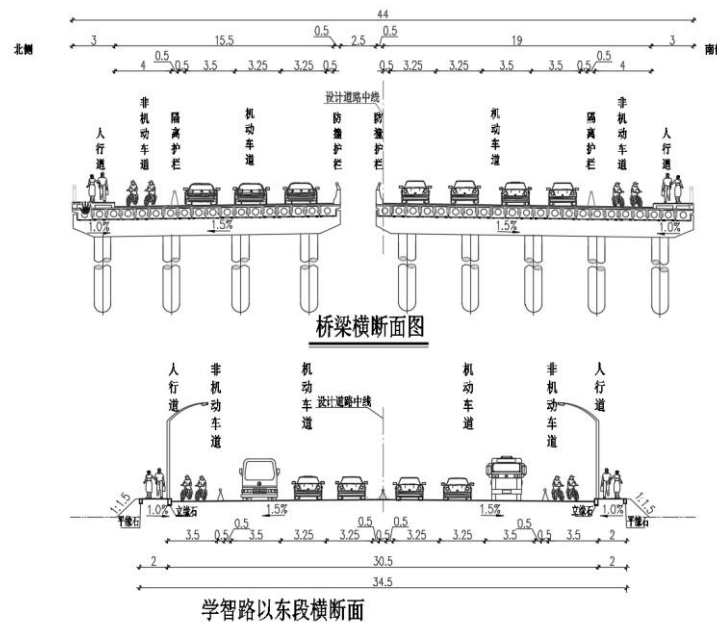 44
3
15.5
0.5
2.5
0.5
19
3
北侧
南侧
4
0.5
0.5
3.5
3.25
3.25
0.5
0.5
3.25
3.25
3.5
3.5
0.5
0.5
4
设计道路中线
人行道
非机动车道
隔离护栏
机动车道
防撞护栏
防撞护栏
机动车道
隔离护栏
非机动车道
人行道
1.0%
1.5%
1.5%
1.0%
桥梁横断面图
人行道
非机动车道
机动车道
设计道路中线
机动车道
非机动车道
人行道
1:1.5
平缘石
1.0%
立缘石
1.5%
1.5%
立缘石
1.0%
平缘石
1:1.5
3.5
0.5
0.5
3.5
3.25
3.25
0.5
0.5
0.5
3.25
3.25
3.5
0.5
0.5
3.5
2
2
30.5
2
34.5
学智路以东段横断面